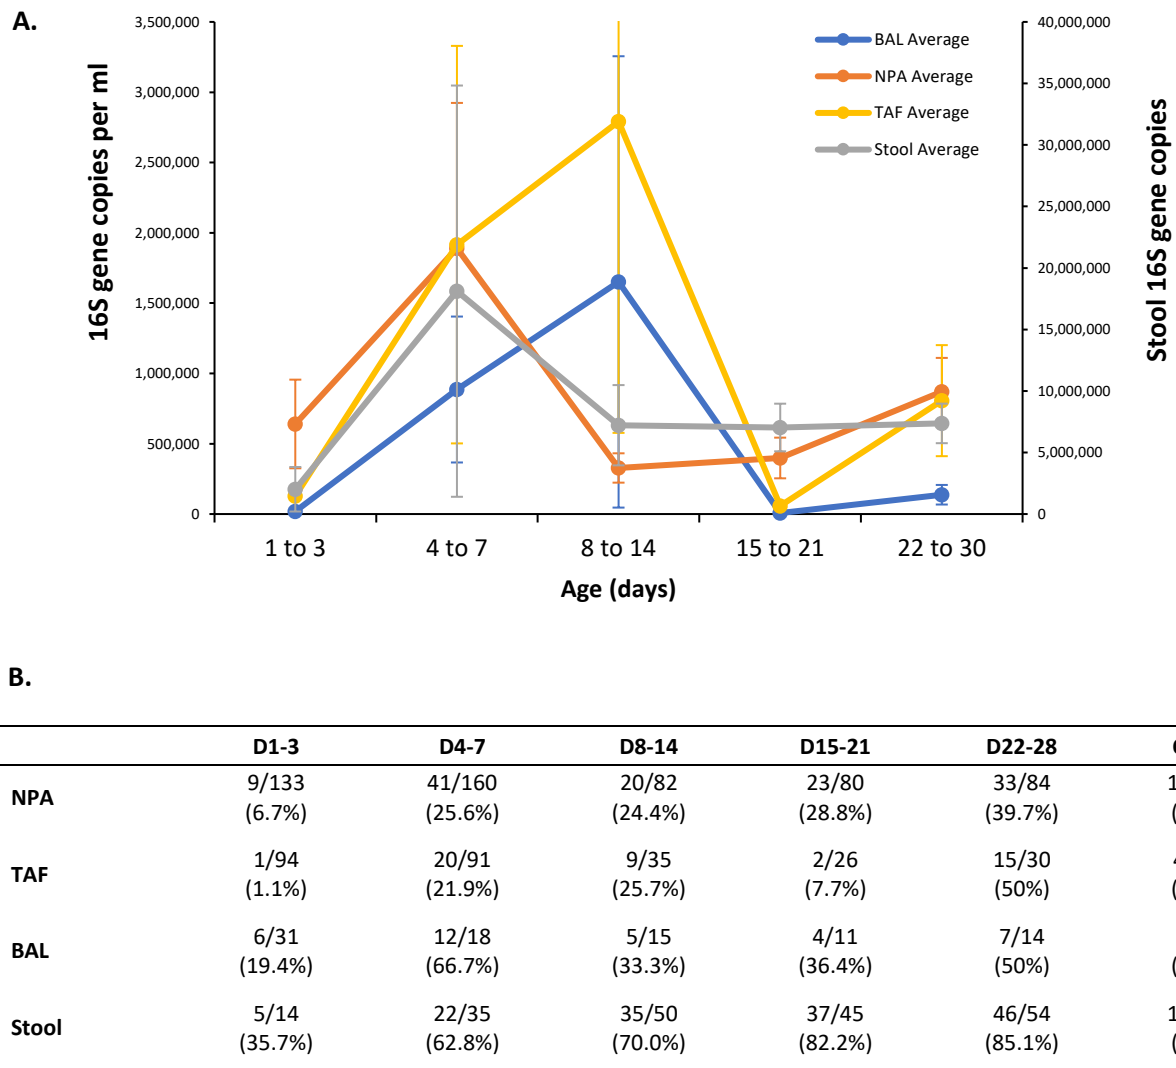 A.
16S gene copies per ml
3,500,000
3,000,000
2,500,000
2,000,000
1,500,000
1,000,000
500,000
0
BAL Average
NPA Average
TAF Average
Stool Average
40,000,000
35,000,000
30,000,000
25,000,000
20,000,000
15,000,000
10,000,000
5,000,000
0
Stool 16S gene copies
1 to 3 4 to 7 8 to 14 15 to 21 22 to 30
Age (days)
B.
D1-3 D4-7 D8-14 D15-21 D22-28
NPA
9/133 41/160 20/82 23/80 33/84
(6.7%) (25.6%) (24.4%) (28.8%) (39.7%)
TAF
1/94 20/91 9/35 2/26 15/30
(1.1%) (21.9%) (25.7%) (7.7%) (50%)
BAL
6/31 12/18 5/15 4/11 7/14
(19.4%) (66.7%) (33.3%) (36.4%) (50%)
Stool
5/14 22/35 35/50 37/45 46/54
(35.7%) (62.8%) (70.0%) (82.2%) (85.1%)